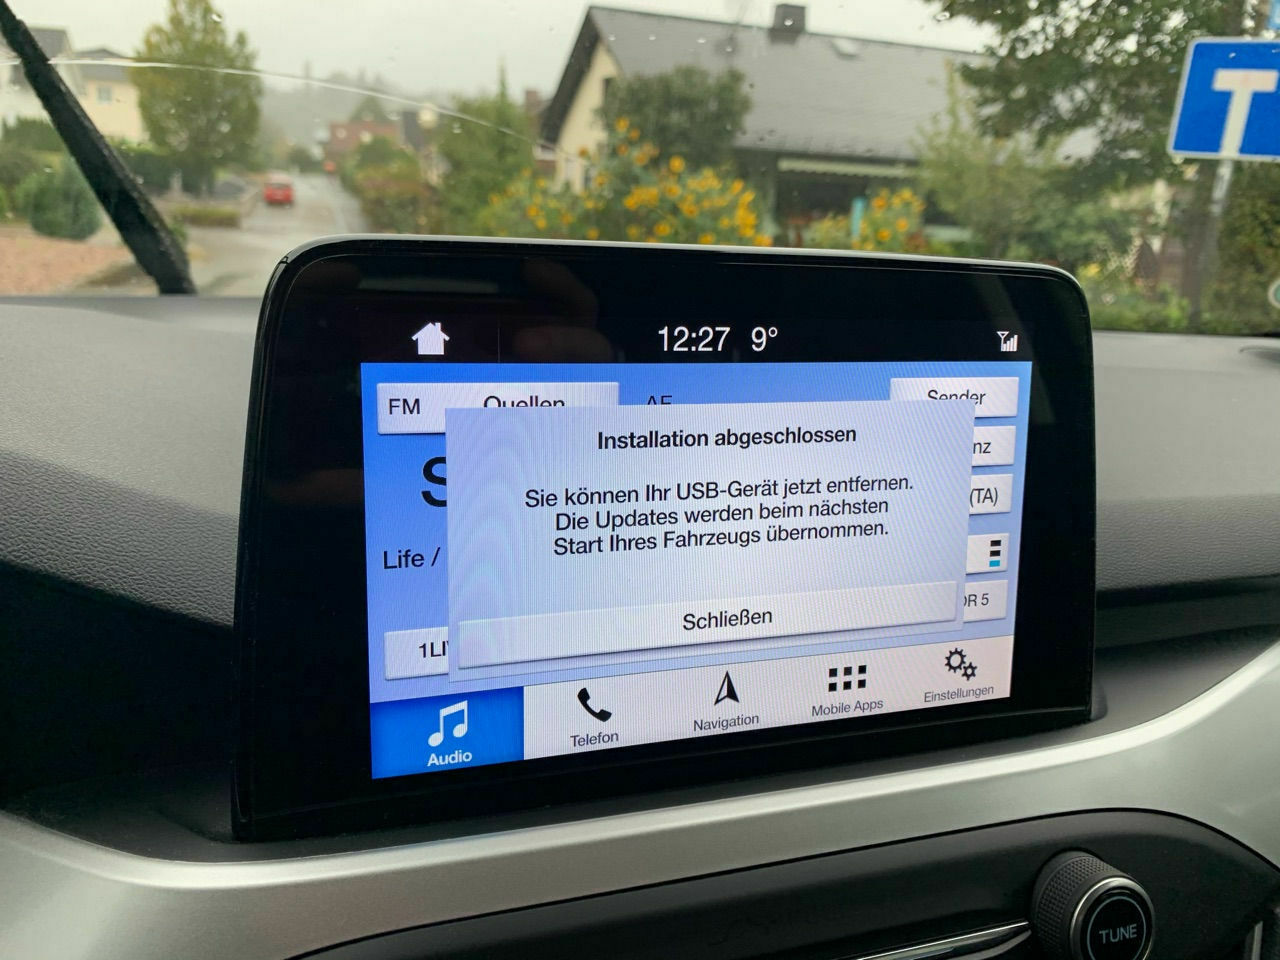 12:27 9°
FM Quellen AF Sender
Installation abgeschlossen
Sie können Ihr USB-Gerät jetzt entfernen.
Die Updates werden beim nächsten
Start Ihres Fahrzeugs übernommen.
(TA)
Life /
Schließen
Audio
Telefon
Navigation
Mobile Apps
Einstellungen
TUNE